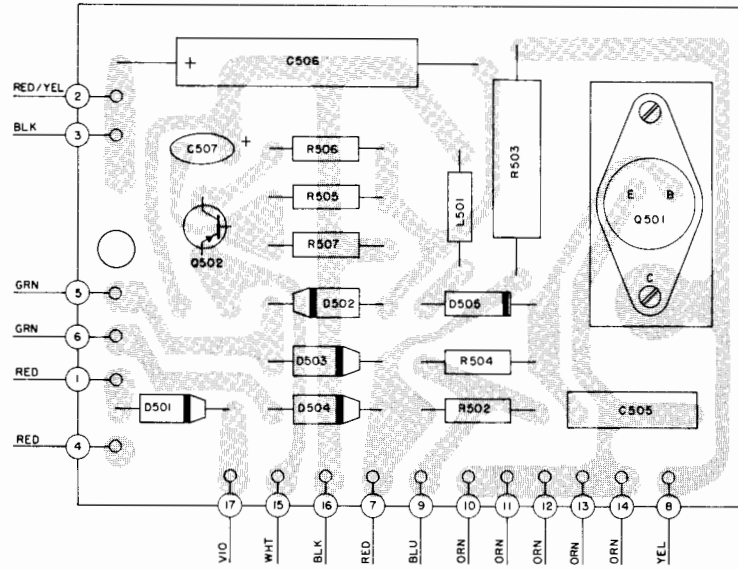 C506
+
RED/YEL
2
BLK
3
C507
+
R506
R503
R505
L501
E
B
Q501
R507
Q502
C
GRN
5
D502
D505
GRN
6
D503
R504
RED
1
D501
D504
R502
C505
RED
4
17
15
16
7
9
10
11
12
13
14
8
VIO
WHT
BLK
RED
BLU
ORN
ORN
ORN
ORN
ORN
YEL